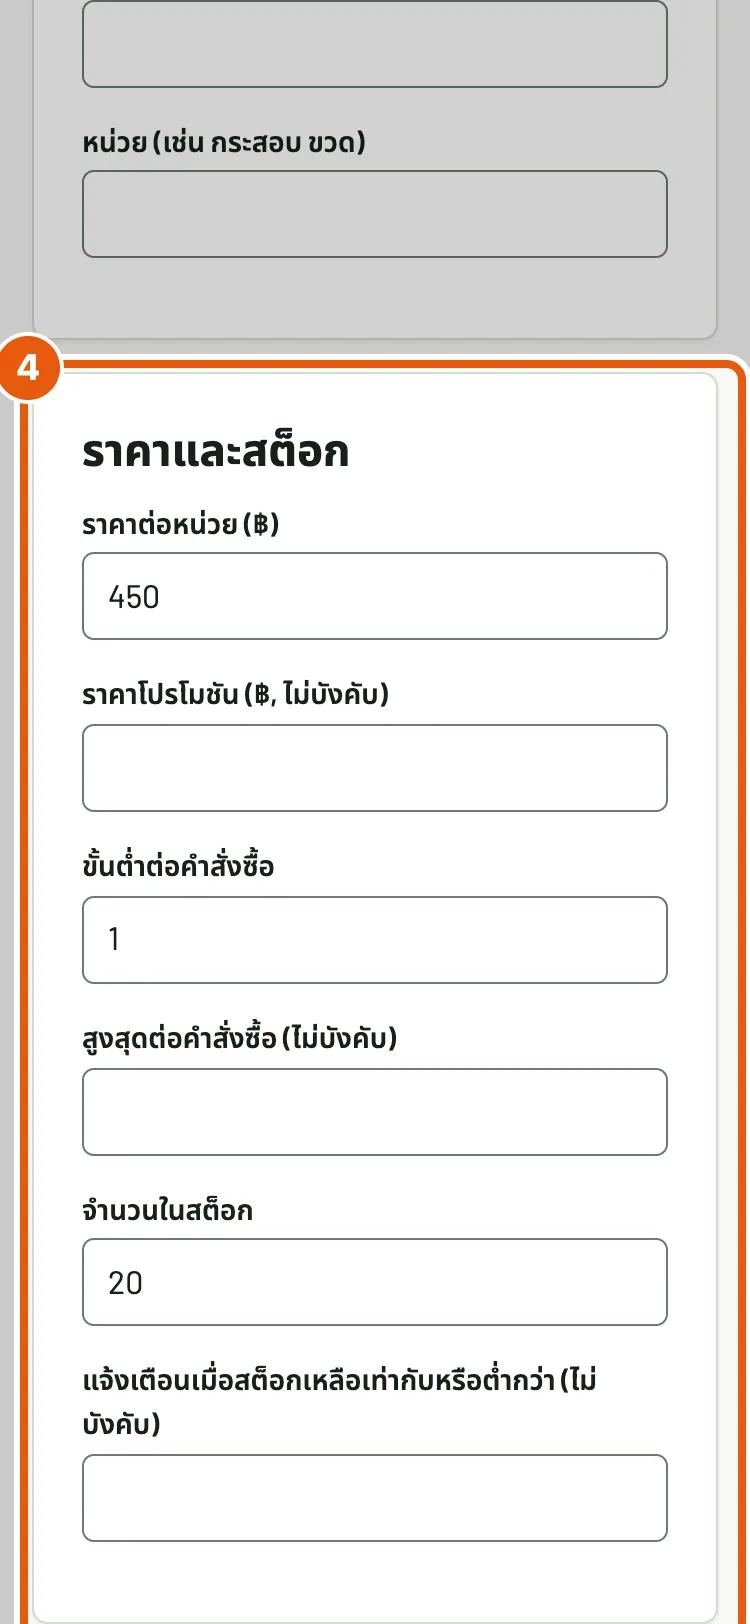 หน่วย (เช่น กระสอบ ขวด)
4
ราคาและสต็อก
ราคาต่อหน่วย (฿)
450
ราคาโปรโมชัน (฿, ไม่บังคับ)
ขั้นต่ำต่อคำสั่งซื้อ
1
สูงสุดต่อคำสั่งซื้อ (ไม่บังคับ)
จำนวนในสต็อก
20
แจ้งเตือนเมื่อสต็อกเหลือเท่ากับหรือต่ำกว่า (ไม่
บังคับ)